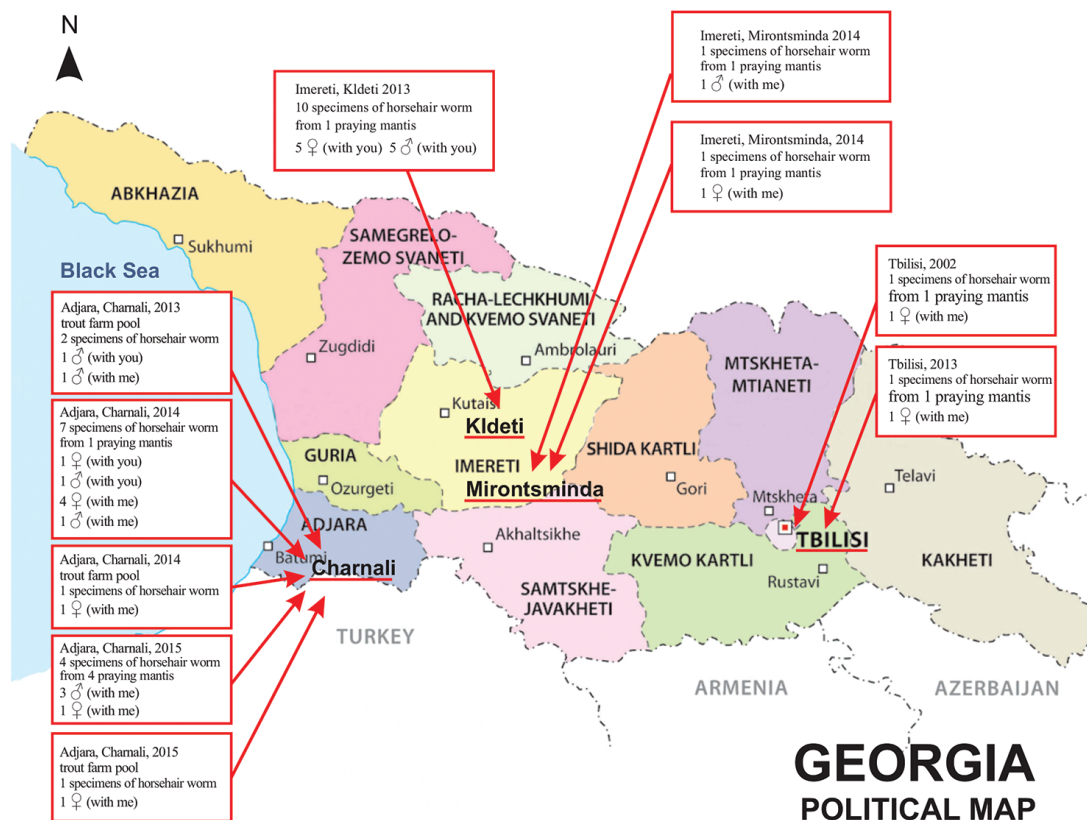 N
Imereti, Mirontsminda 2014
1 specimens of horsehair worm
from 1 praying mantis
1 ♂ (with me)
Imereti, Kldeti 2013
10 specimens of horsehair worm
from 1 praying mantis
5 ♀ (with you) 5 ♂ (with you)
Imereti, Mirontsminda, 2014
1 specimens of horsehair worm
from 1 praying mantis
1 ♀ (with me)
ABKHAZIA
Sukhumi
SAMEGRELO-
ZEMO SVANETI
Black Sea
Tbilisi, 2002
1 specimens of horsehair worm
from 1 praying mantis
1 ♀ (with me)
Adjara, Charnali, 2013
trout farm pool
2 specimens of horsehair worm
1 ♂ (with you)
1 ♂ (with me)
RACHA-LECHKHUMI
AND KVEMO SVANETI
Zugdidi
Ambrolauri
MTSKHETA-
MTIANETI
Tbilisi, 2013
1 specimens of horsehair worm
from 1 praying mantis
1 ♀ (with me)
Adjara, Charnali, 2014
7 specimens of horsehair worm
from 1 praying mantis
1 ♀ (with you)
1 ♂ (with you)
4 ♀ (with me)
1 ♂ (with me)
Kutaisi
Kldeti
GURIA
IMERETI
SHIDA KARTLI
Ozurgeti
Mirontsminda
Gori
Mtskheta
Telavi
ADJARA
Batumi
Akhaltsikhe
TBILISI
Charnali
KVEMO KARTLI
KAKHETI
Rustavi
SAMTSKHE-
JAVAKHETI
Adjara, Charnali, 2014
trout farm pool
1 specimens of horsehair worm
1 ♀ (with me)
TURKEY
Adjara, Charnali, 2015
4 specimens of horsehair worm
from 4 praying mantis
3 ♂ (with me)
1 ♀ (with me)
ARMENIA
AZERBAIJAN
Adjara, Charnali, 2015
trout farm pool
1 specimens of horsehair worm
1 ♀ (with me)
GEORGIA
POLITICAL MAP